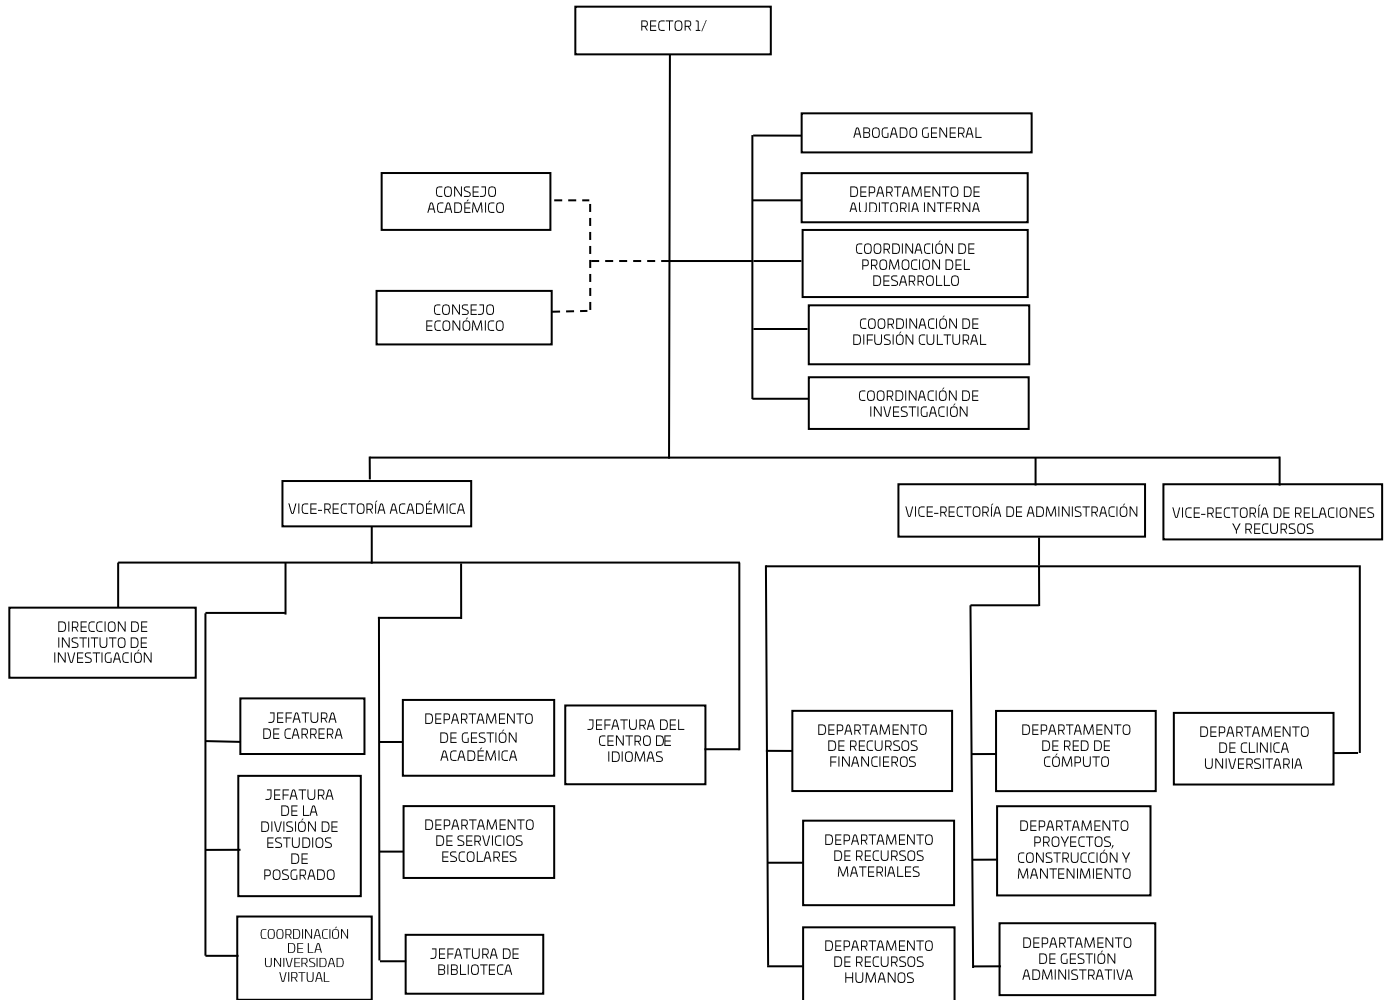 RECTOR 1/
ABOGADO GENERAL
CONSEJO
ACADÉMICO
DEPARTAMENTO DE
AUDITORIA INTERNA
COORDINACIÓN DE
PROMOCION DEL
DESARROLLO
CONSEJO
ECONÓMICO
COORDINACIÓN DE
DIFUSIÓN CULTURAL
COORDINACIÓN DE
INVESTIGACIÓN
VICE-RECTORÍA ACADÉMICA
VICE-RECTORÍA DE ADMINISTRACIÓN
VICE-RECTORÍA DE RELACIONES
Y RECURSOS
DIRECCION DE
INSTITUTO DE
INVESTIGACIÓN
JEFATURA
DE CARRERA
JEFATURA
DE LA
DIVISIÓN DE
ESTUDIOS
DE
POSGRADO
COORDINACIÓN
DE LA
UNIVERSIDAD
VIRTUAL
DEPARTAMENTO
DE GESTIÓN
ACADÉMICA
DEPARTAMENTO
DE SERVICIOS
ESCOLARES
JEFATURA DE
BIBLIOTECA
JEFATURA DEL
CENTRO DE
IDIOMAS
DEPARTAMENTO
DE RECURSOS
FINANCIEROS
DEPARTAMENTO
DE RECURSOS
MATERIALES
DEPARTAMENTO
DE RECURSOS
HUMANOS
DEPARTAMENTO
DE RED DE
CÓMPUTO
DEPARTAMENTO
PROYECTOS,
CONSTRUCCIÓN Y
MANTENIMIENTO
DEPARTAMENTO
DE GESTIÓN
ADMINISTRATIVA
DEPARTAMENTO
DE CLINICA
UNIVERSITARIA